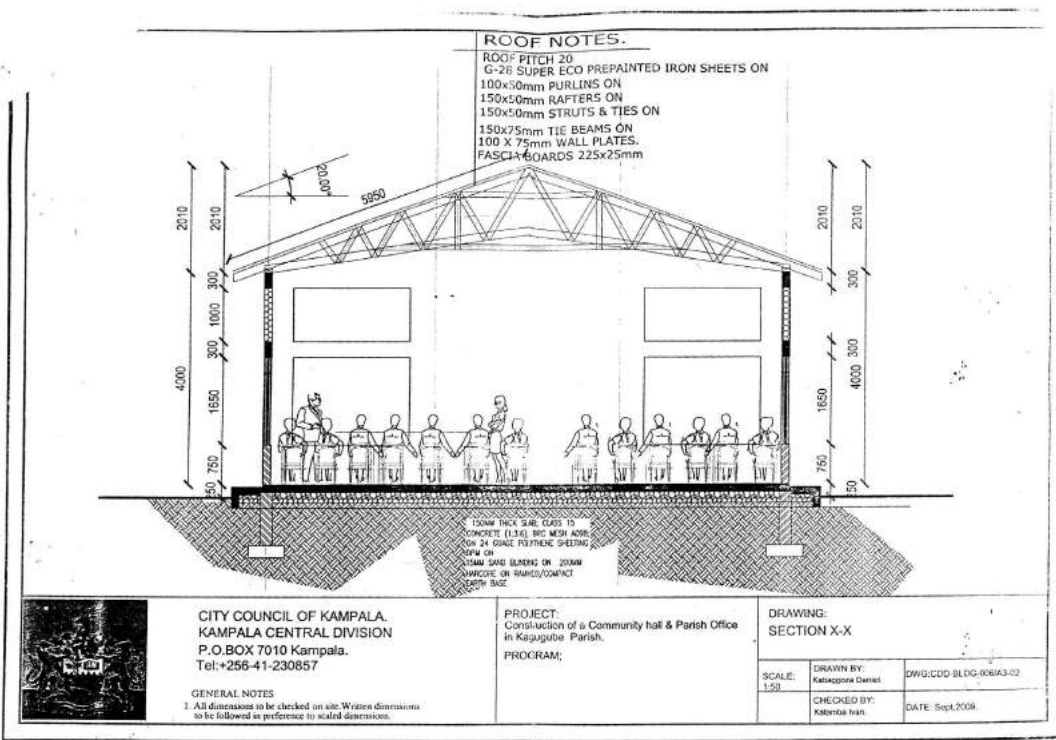 ROOF NOTES.
ROOF PITCH 20
G-28 SUPER ECO PREPAINTED IRON SHEETS ON
100x50mm PURLINS ON
150x50mm RAFTERS ON
150x50mm STRUTS & TIES ON
150x75mm TIE BEAMS ON
100 X 75mm WALL PLATES.
FASCIA BOARDS 225x25mm
20.00°
5950
2010
2010
300
1000
300
4000
1650
750
150
2010
2010
300
300
4000
1650
750
150MM THICK SLAB, CLASS 15
CONCRETE (1:3:6), BRC MESH A098,
ON 24 GUAGE POLYTHENE SHEETING
DPM ON
SAND BLINDING ON 200MM
HARCORE ON RAMMED/COMPACT
EARTH BASE
CITY COUNCIL OF KAMPALA.
KAMPALA CENTRAL DIVISION
P.O.BOX 7010 Kampala.
Tel:+256-41-230857
GENERAL NOTES
1. All dimensions to be checked on site.Written dimensions
to be followed in preference to scaled dimensions.
PROJECT:
Construction of a Community hall & Parish Office
in Kagugube Parish.
PROGRAM;
DRAWING:
SECTION X-X
SCALE:
1:50
DRAWN BY:
Kabaggoza Daniel.
DWG:CDD-BLDG-006/A3-02
CHECKED BY:
Katamba Ivan.
DATE: Sept,2009.